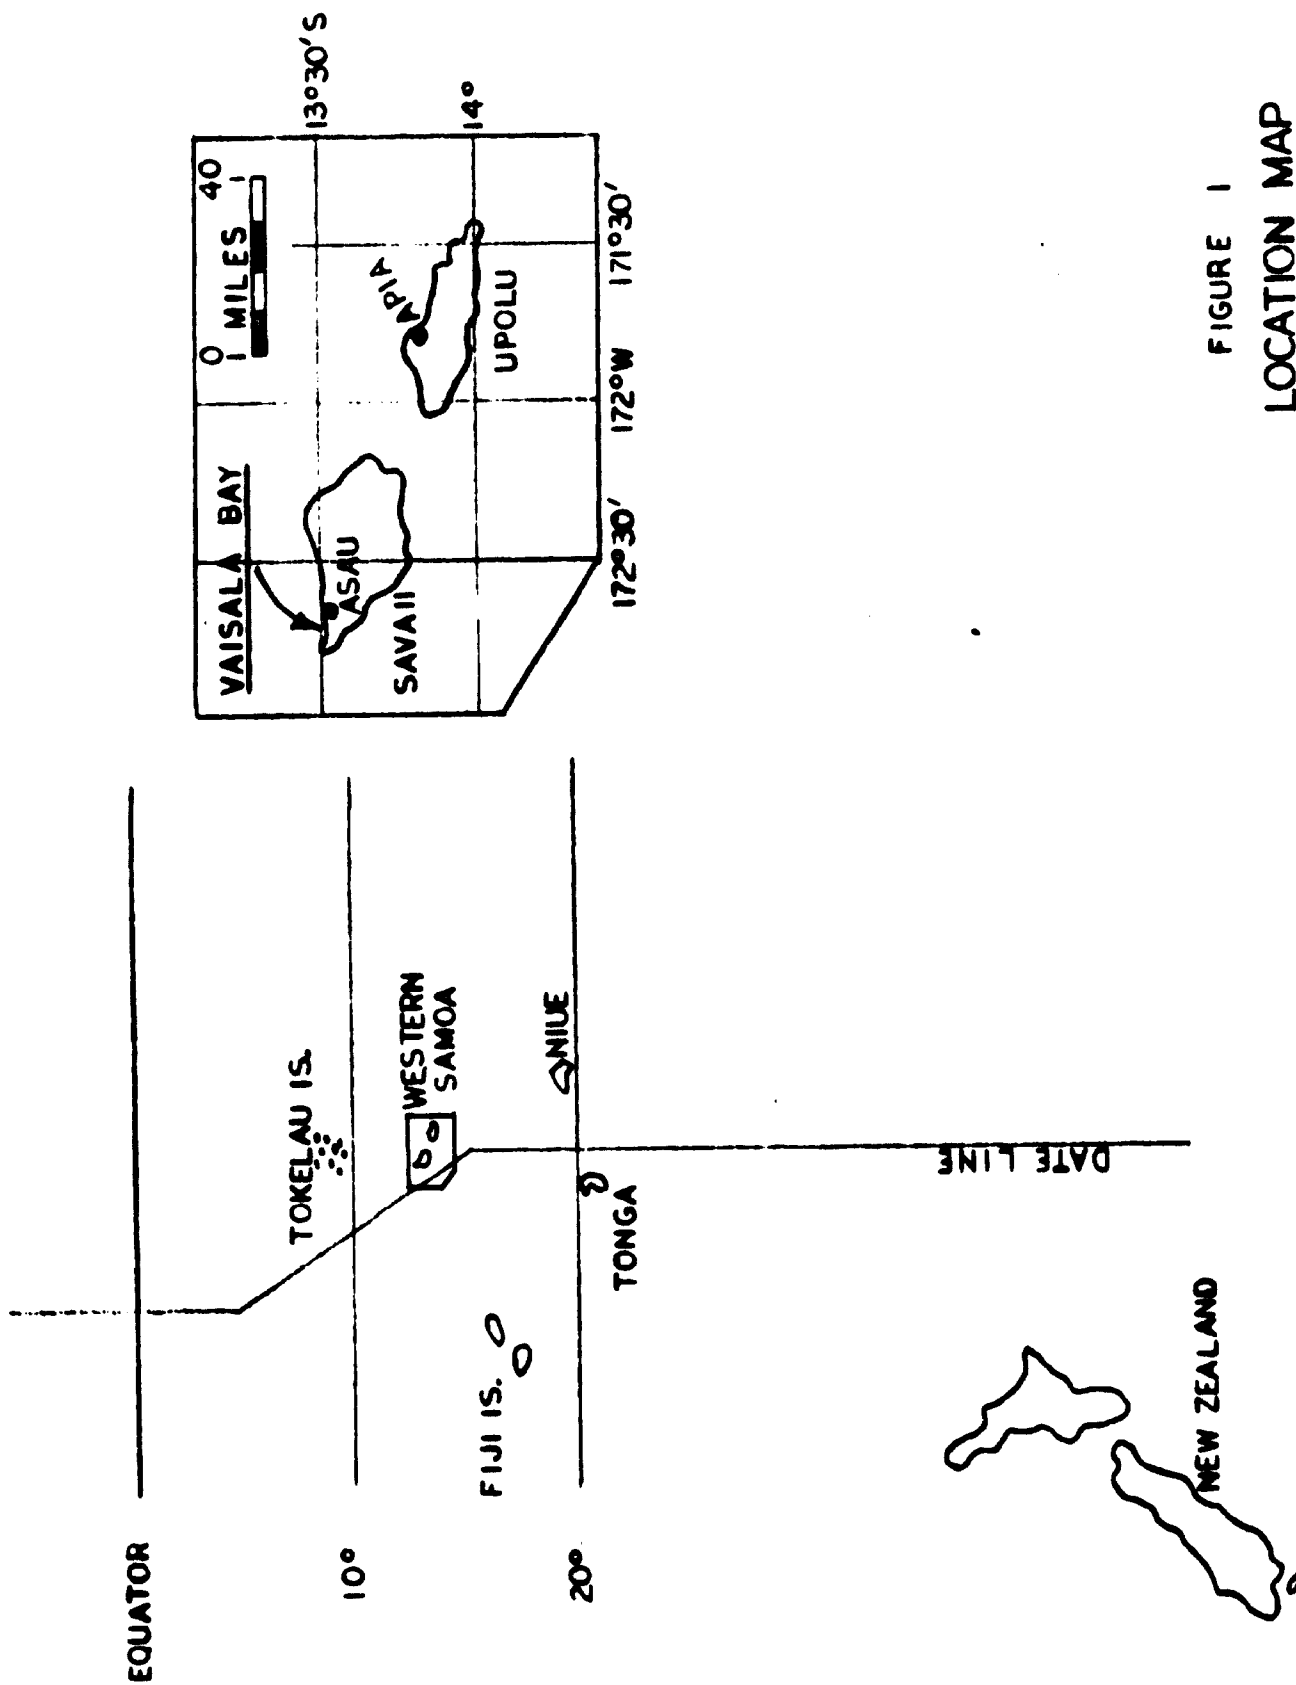 EQUATOR
10°
20°
TOKELAU IS.
WESTERN
SAMOA
FIJI IS.
NIUE
TONGA
DATE LINE
NEW ZEALAND
VAISALA BAY
0 40
MILES
13°30'S
14°
ASAU
SAVAII
APIA
UPOLU
172°30'
172°W
171°30'
FIGURE 1
LOCATION MAP